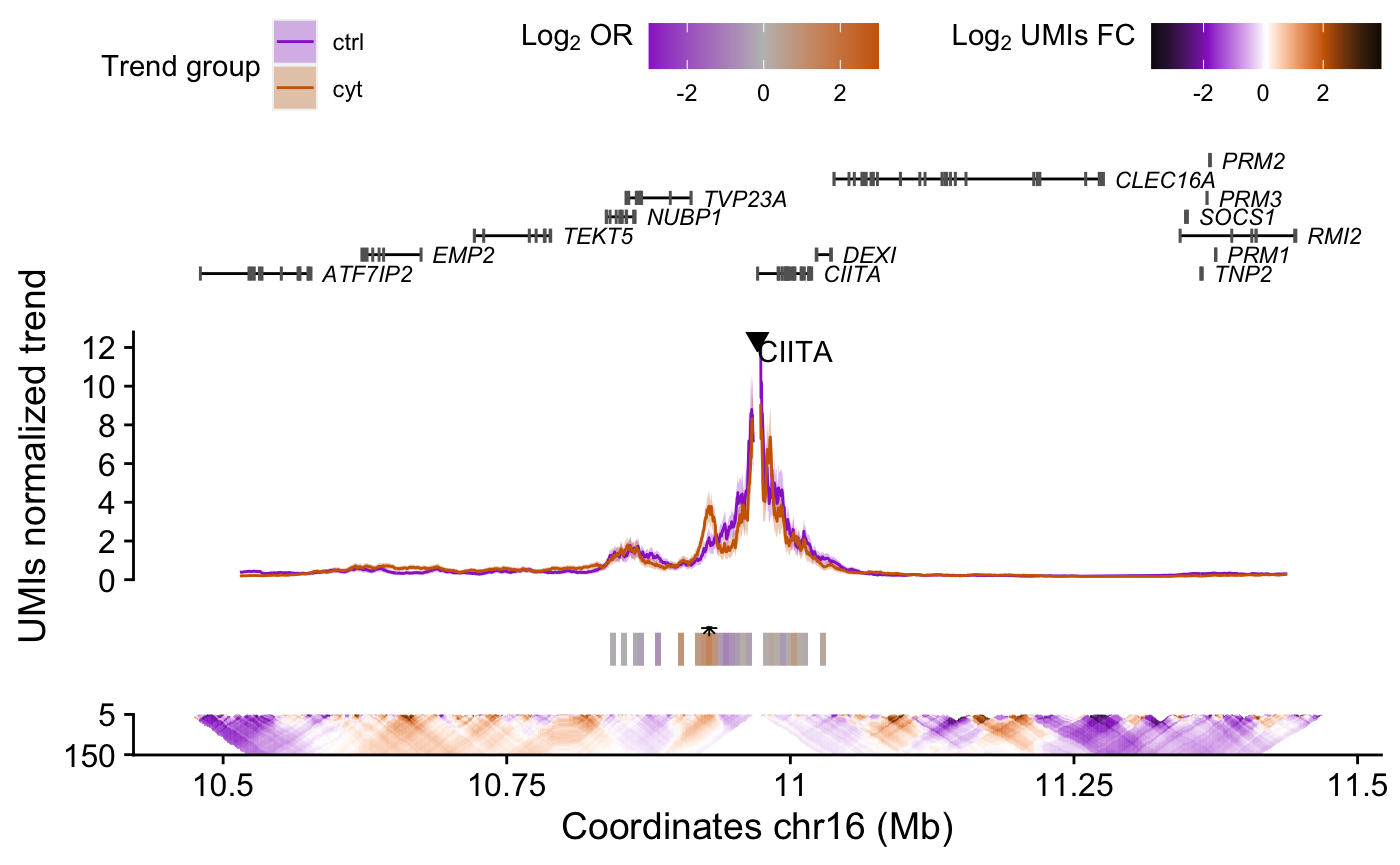 Trend group
ctrl
cyt
Log2 OR
-2 0 2
Log2 UMIs FC
-2 0 2
PRM2
CLEC16A
TVP23A
PRM3
NUBP1
SOCS1
TEKT5
RMI2
EMP2
DEXI
PRM1
ATF7IP2
CIITA
TNP2
UMIs normalized trend
12
10
8
6
4
2
0
CIITA
*
5
150
10.5 10.75 11 11.25 11.5
Coordinates chr16 (Mb)